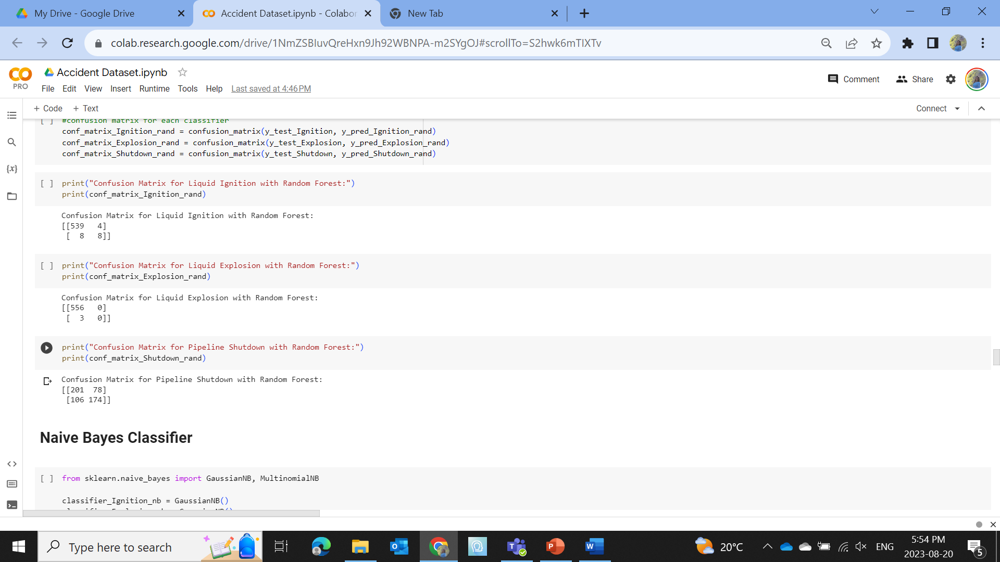 My Drive - Google Drive
Accident Dataset.ipynb - Colabor
New Tab
colab.research.google.com/drive/1NmZSBIuvQreHxn9Jh92WBNPA-m2SYgOJ#scrollTo=S2hwk6mTIXTv
PRO
Accident Dataset.ipynb
File Edit View Insert Runtime Tools Help Last saved at 4:46 PM
Comment Share
+ Code + Text
Connect
[ ] #confusion matrix for each classifier
conf_matrix_Ignition_rand = confusion_matrix(y_test_Ignition, y_pred_Ignition_rand)
conf_matrix_Explosion_rand = confusion_matrix(y_test_Explosion, y_pred_Explosion_rand)
conf_matrix_Shutdown_rand = confusion_matrix(y_test_Shutdown, y_pred_Shutdown_rand)
{x}
[ ] print("Confusion Matrix for Liquid Ignition with Random Forest:")
print(conf_matrix_Ignition_rand)
Confusion Matrix for Liquid Ignition with Random Forest:
[[539   4]
 [  8   8]]
[ ] print("Confusion Matrix for Liquid Explosion with Random Forest:")
print(conf_matrix_Explosion_rand)
Confusion Matrix for Liquid Explosion with Random Forest:
[[556   0]
 [  3   0]]
print("Confusion Matrix for Pipeline Shutdown with Random Forest:")
print(conf_matrix_Shutdown_rand)
Confusion Matrix for Pipeline Shutdown with Random Forest:
[[201  78]
 [106 174]]
Naive Bayes Classifier
[ ] from sklearn.naive_bayes import GaussianNB, MultinomialNB
classifier_Ignition_nb = GaussianNB()
Type here to search
20°C
ENG
5:54 PM
2023-08-20
5